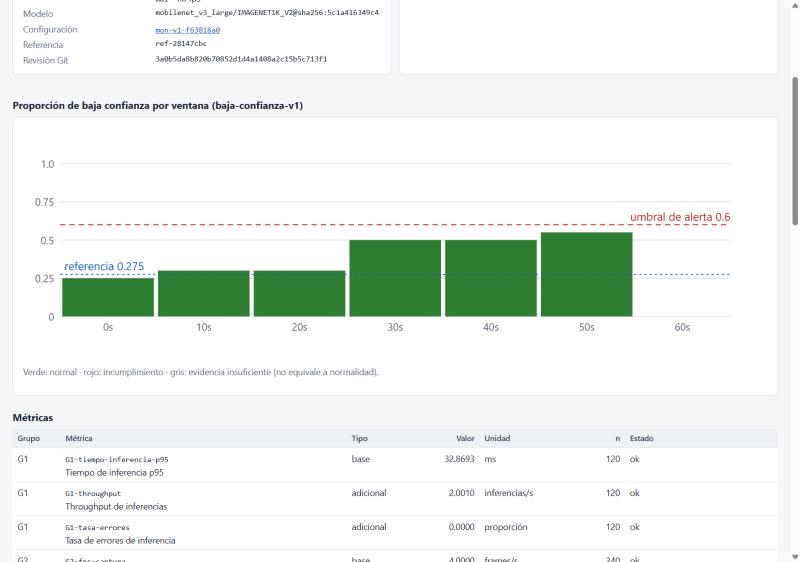 Modelo mobilenet_v3_large/IMAGENET1K_V2@sha256:5c1a416349c4
Configuración mon-v1-f63818a0
Referencia ref-28147cbc
Revisión Git 3a0b5da8b820b70852d1d4a1408a2c15b5c713f1
Proporción de baja confianza por ventana (baja-confianza-v1)
1.0
0.75
umbral de alerta 0.6
0.5
referencia 0.275
0.25
0
0s 10s 20s 30s 40s 50s 60s
Verde: normal · rojo: incumplimiento · gris: evidencia insuficiente (no equivale a normalidad).
Métricas
Grupo Métrica Tipo Valor Unidad n Estado
G1 G1-tiempo-inferencia-p95 base 32.8693 ms 120 ok
Tiempo de inferencia p95
G1 G1-throughput adicional 2.0010 inferencias/s 120 ok
Throughput de inferencias
G1 G1-tasa-errores adicional 0.0000 proporción 120 ok
Tasa de errores de inferencia
G2 G2-fps-captura base 4.0000 frames/s 240 ok